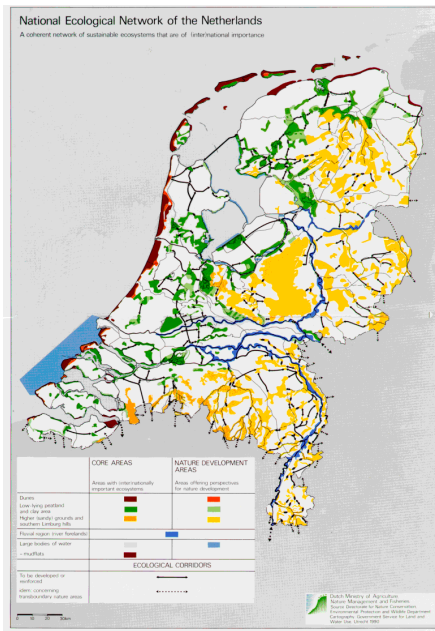 National Ecological Network of the Netherlands
A coherent network of sustainable ecosystems that are of (inter)national importance
CORE AREAS
NATURE DEVELOPMENT
AREAS
Areas with internationally
important ecosystems
Areas offering perspectives
for nature development
Dunes
Low-lying peatland
and clay area
Higher (sandy) grounds and
southern Limburg hills
Fluvial region (river forelands)
Large bodies of water
- mudflats
ECOLOGICAL CORRIDORS
To be developed or
reinforced
Idem, concerning
transboundary nature areas
0 10 20 30km
Dutch Ministry of Agriculture
Nature Management and Fisheries
Source: Directorate for Nature Conservation
Environmental Protection and Wildlife Department
Cartography: Government Service for Land and
Water Use, Utrecht